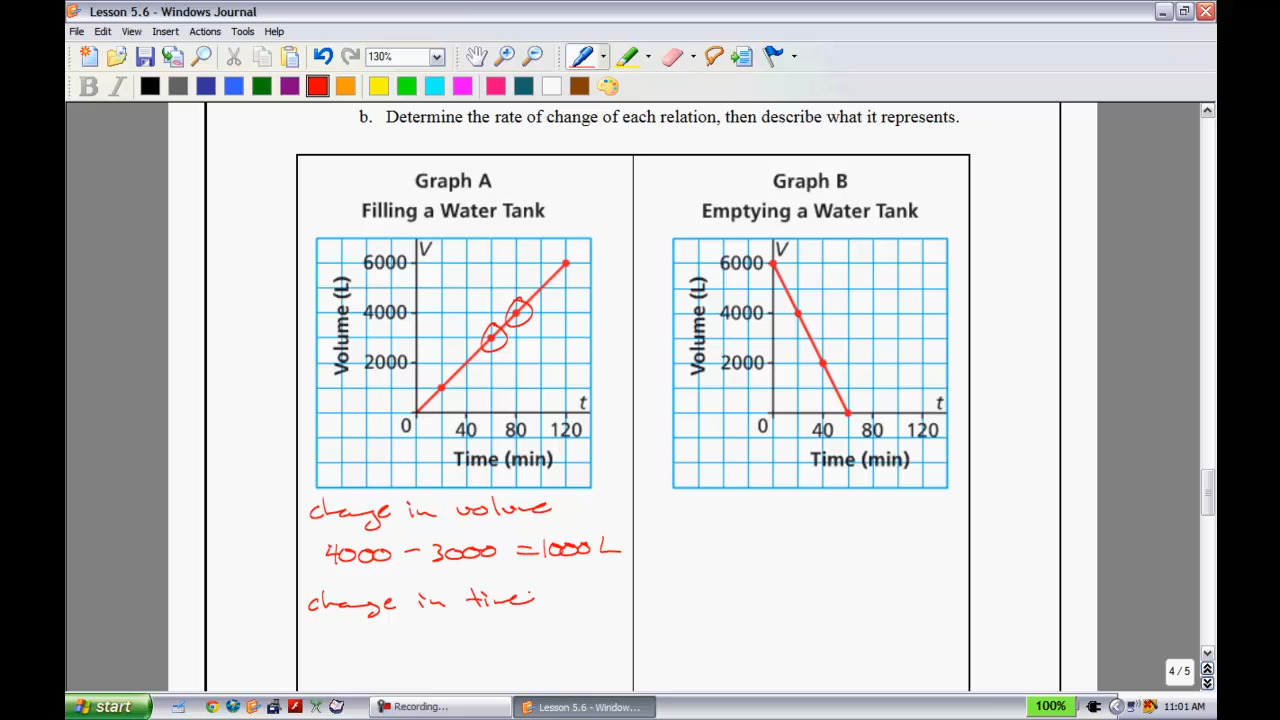 Lesson 5.6 - Windows Journal
File Edit View Insert Actions Tools Help
130%
B I
b. Determine the rate of change of each relation, then describe what it represents.
Graph A
Filling a Water Tank
V
6000
4000
2000
0
40 80 120
t
Volume (L)
Time (min)
change in volume
4000 - 3000 = 1000 L
change in time
Graph B
Emptying a Water Tank
V
6000
4000
2000
0
40 80 120
t
Volume (L)
Time (min)
4 / 5
start
Recording...
Lesson 5.6 - Window...
100%
11:01 AM